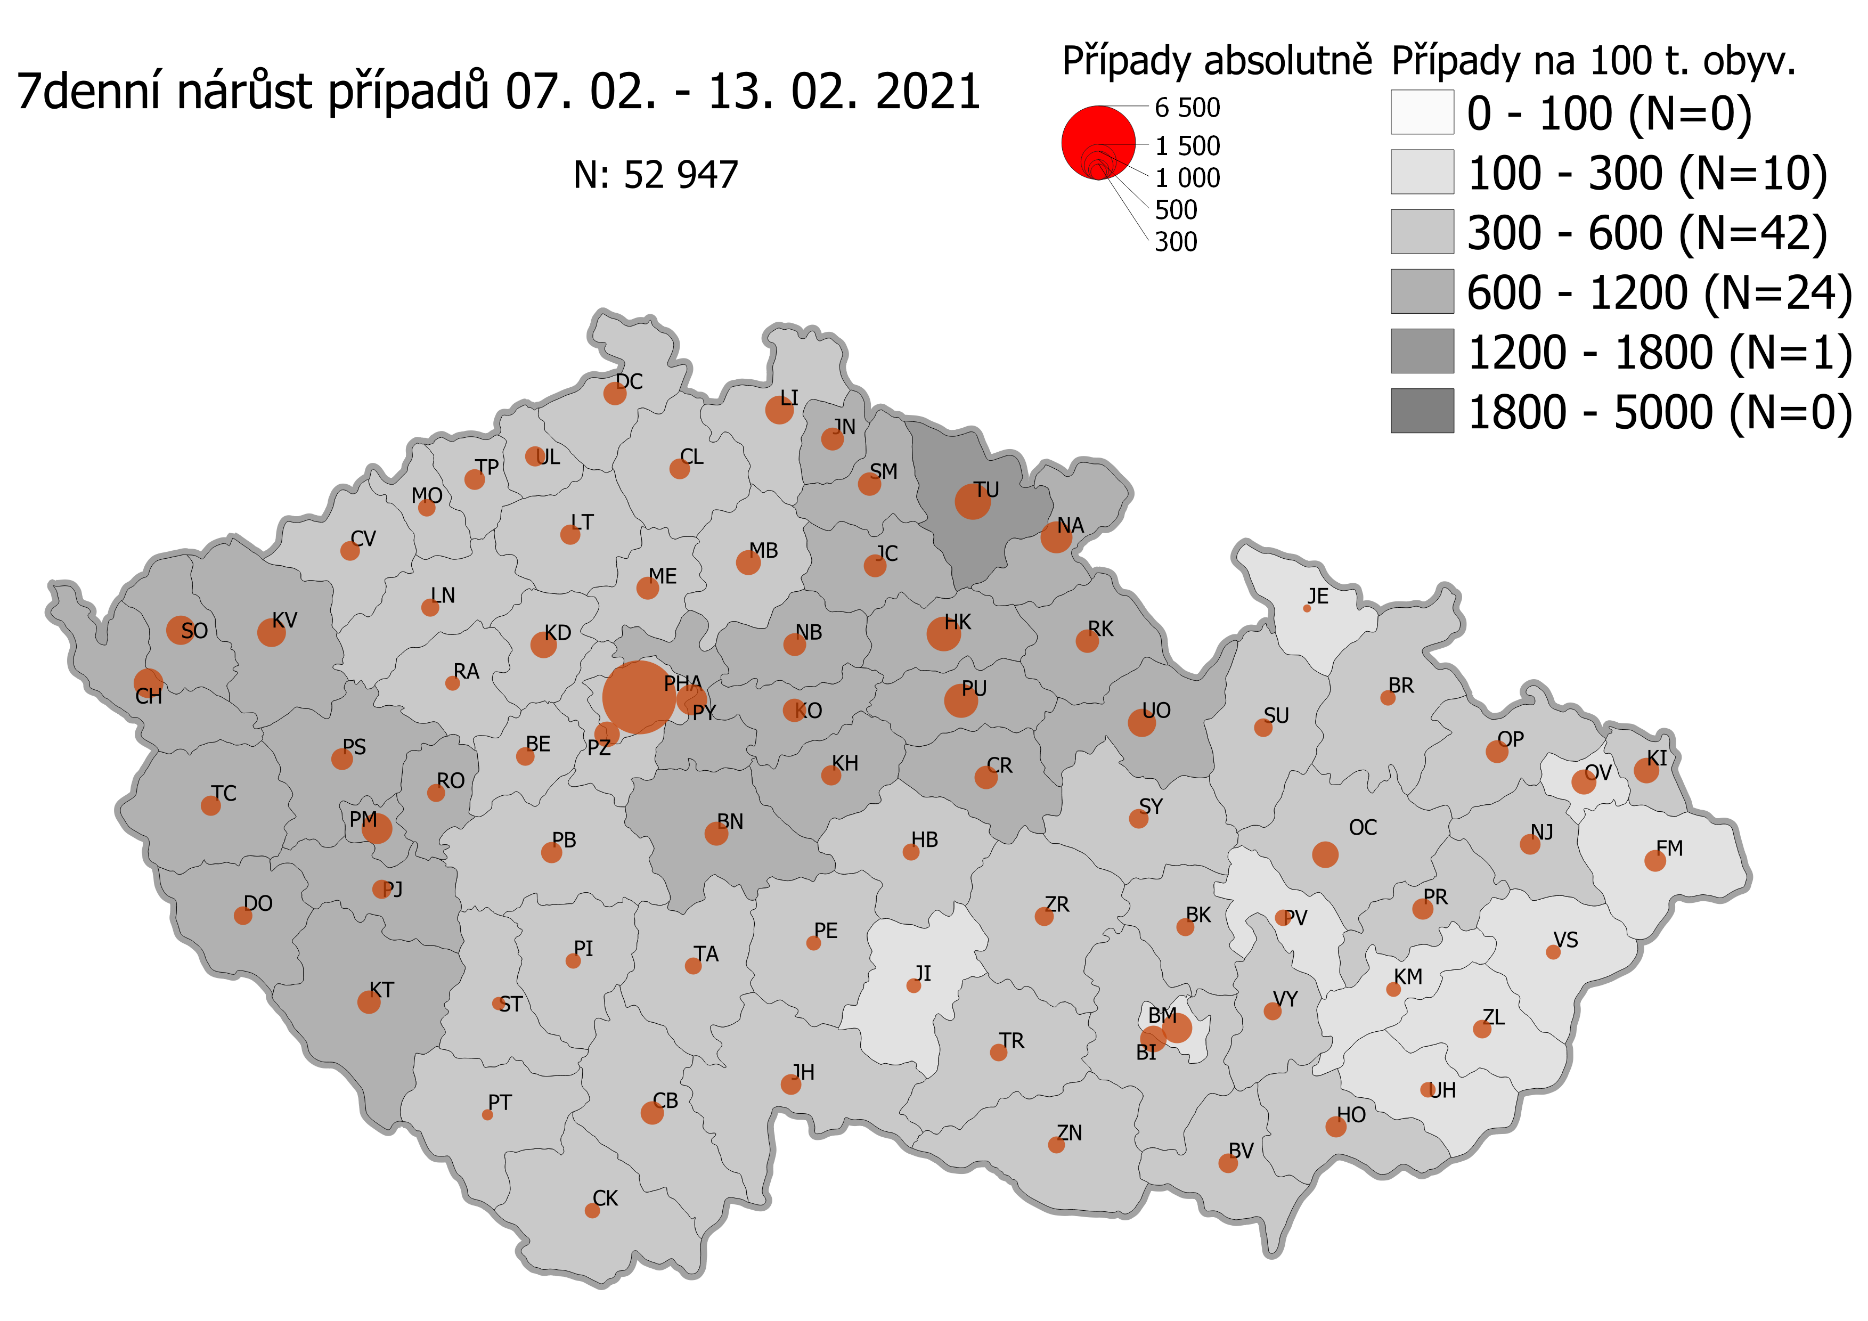 7denní nárůst případů 07. 02. - 13. 02. 2021
N: 52 947
Případy absolutně
6 500
1 500
1 000
500
300
Případy na 100 t. obyv.
0 - 100 (N=0)
100 - 300 (N=10)
300 - 600 (N=42)
600 - 1200 (N=24)
1200 - 1800 (N=1)
1800 - 5000 (N=0)
DC
LI
JN
UL
TP
CL
SM
MO
TU
LT
NA
CV
MB
JC
ME
LN
JE
SO
KV
KD
NB
HK
RK
RA
PHA
CH
PY
KO
PU
UO
SU
BR
PS
BE
PZ
KH
CR
OP
KI
OV
RO
TC
PM
BN
SY
OC
NJ
PB
HB
FM
DO
PJ
ZR
BK
PV
PR
PI
TA
PE
VS
JI
KM
KT
ST
VY
BM
ZL
BI
TR
JH
UH
PT
CB
HO
ZN
BV
CK